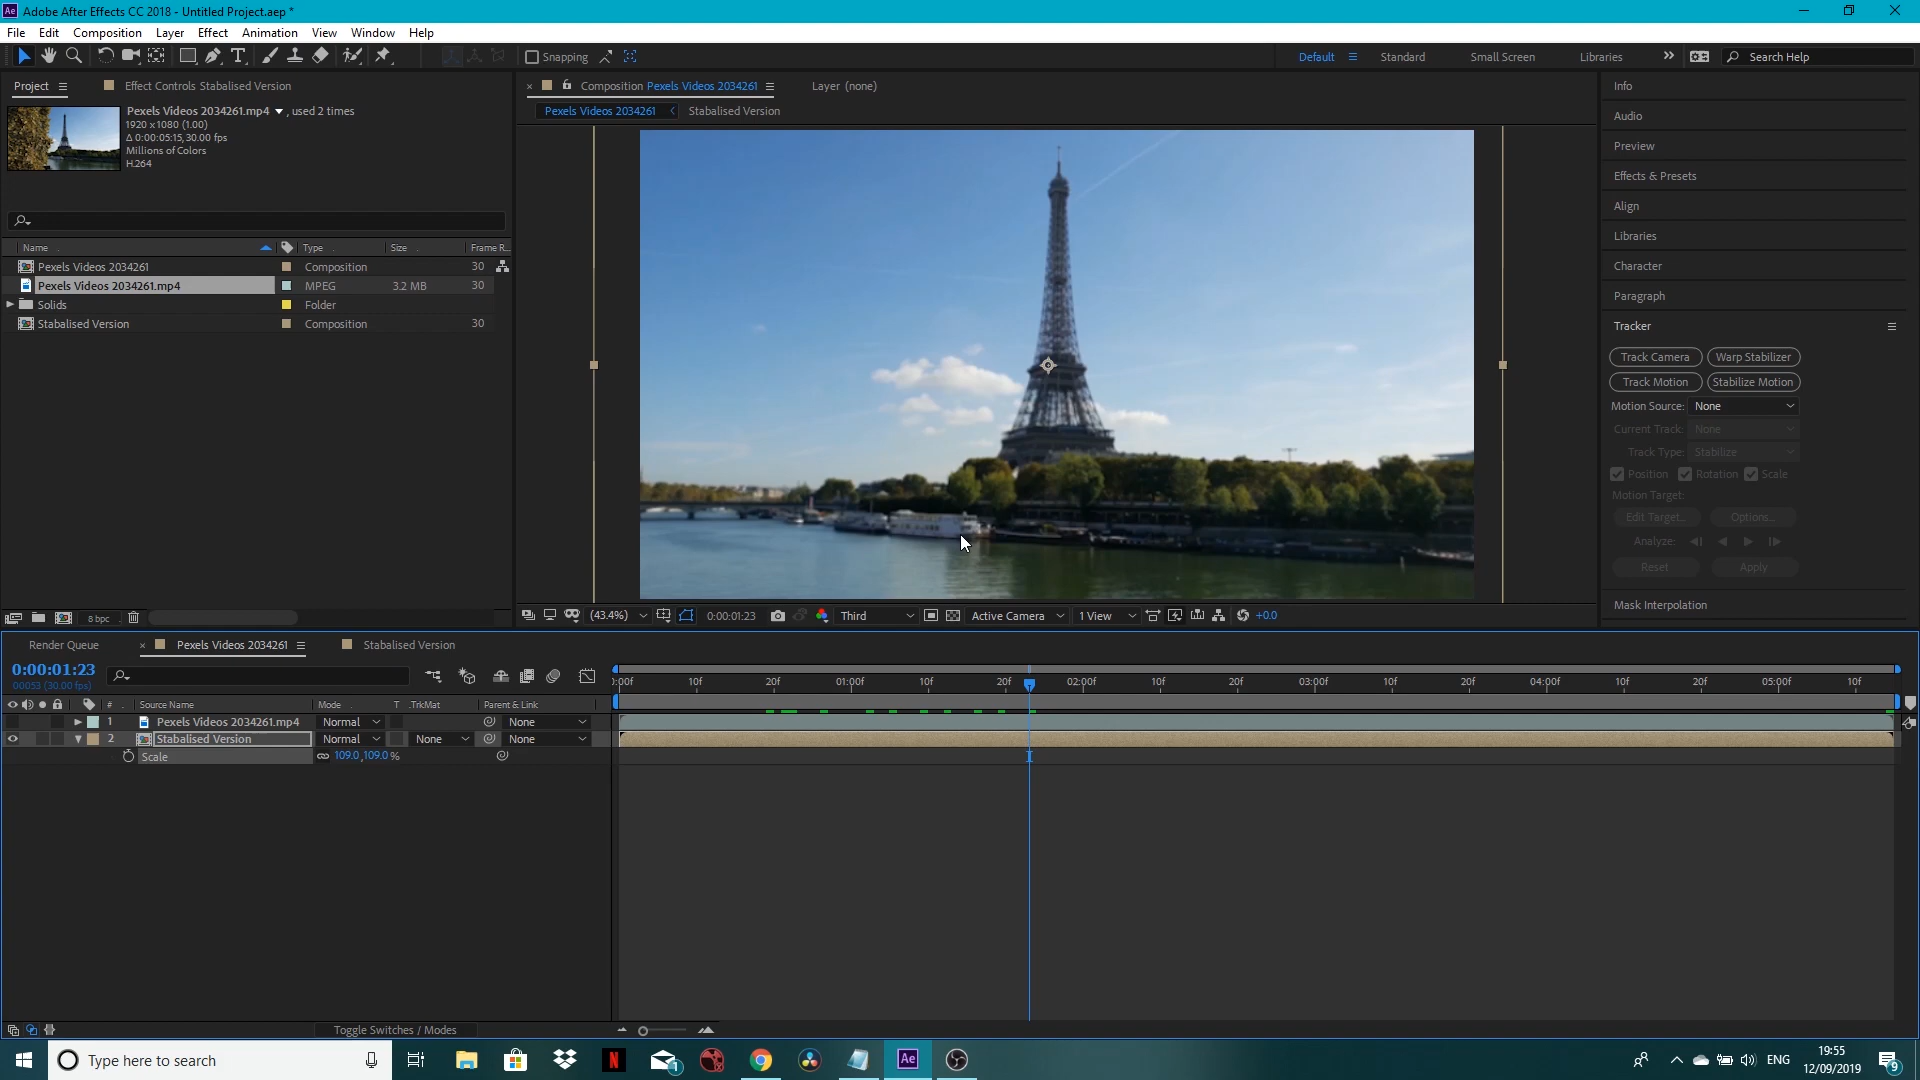 Ae Adobe After Effects CC 2018 - Untitled Project.aep *
File Edit Composition Layer Effect Animation View Window Help
T Snapping Default Standard Small Screen Libraries >> Search Help
Project Effect Controls Stabalised Version
Pexels Videos 2034261.mp4 , used 2 times
1920 x1080 (1.00)
Δ 0:00:05:15, 30.00 fps
Millions of Colors
H.264
Name Type Size Frame R...
Pexels Videos 2034261 Composition 30
Pexels Videos 2034261.mp4 MPEG 3.2 MB 30
Solids Folder
Stabalised Version Composition 30
8 bpc
× Composition Pexels Videos 2034261 Layer (none)
Pexels Videos 2034261 < Stabalised Version
(43.4%) 0:00:01:23 Third Active Camera 1 View +0.0
Info
Audio
Preview
Effects & Presets
Align
Libraries
Character
Paragraph
Tracker
Track Camera Warp Stabilizer
Track Motion Stabilize Motion
Motion Source: None
Current Track: None
Track Type: Stabilize
Position Rotation Scale
Motion Target:
Edit Target... Options...
Analyze:
Reset Apply
Mask Interpolation
Render Queue × Pexels Videos 2034261 Stabalised Version
0:00:01:23
00053 (30.00 fps)
):00f 10f 20f 01:00f 10f 20f 02:00f 10f 20f 03:00f 10f 20f 04:00f 10f 20f 05:00f 10f
# Source Name Mode T .TrkMat Parent & Link
1 Pexels Videos 2034261.mp4 Normal None
2 Stabalised Version Normal None None
Scale 109.0,109.0%
Toggle Switches / Modes
Type here to search N 1 Ae ENG 19:55
12/09/2019 9